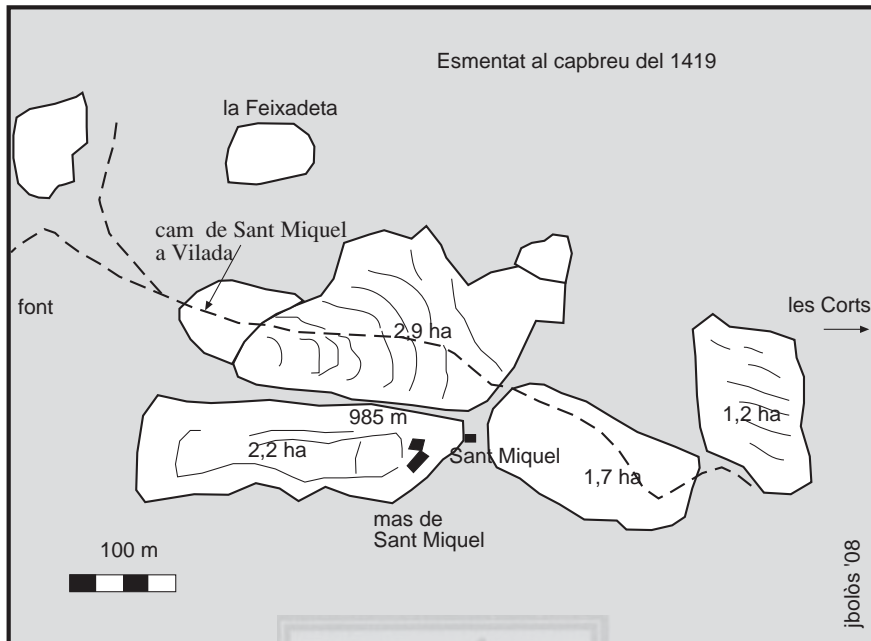 Esmentat al capbreu del 1419
la Feixadeta
cam de Sant Miquel
a Vilada
font
les Corts
2,9 ha
985 m
1,2 ha
2,2 ha
Sant Miquel
1,7 ha
mas de
Sant Miquel
100 m
jbolòs '08